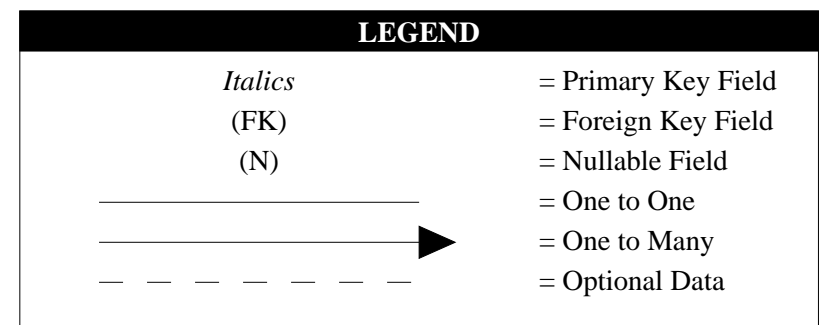 LEGEND
Italics = Primary Key Field
(FK) = Foreign Key Field
(N) = Nullable Field
= One to One
= One to Many
= Optional Data